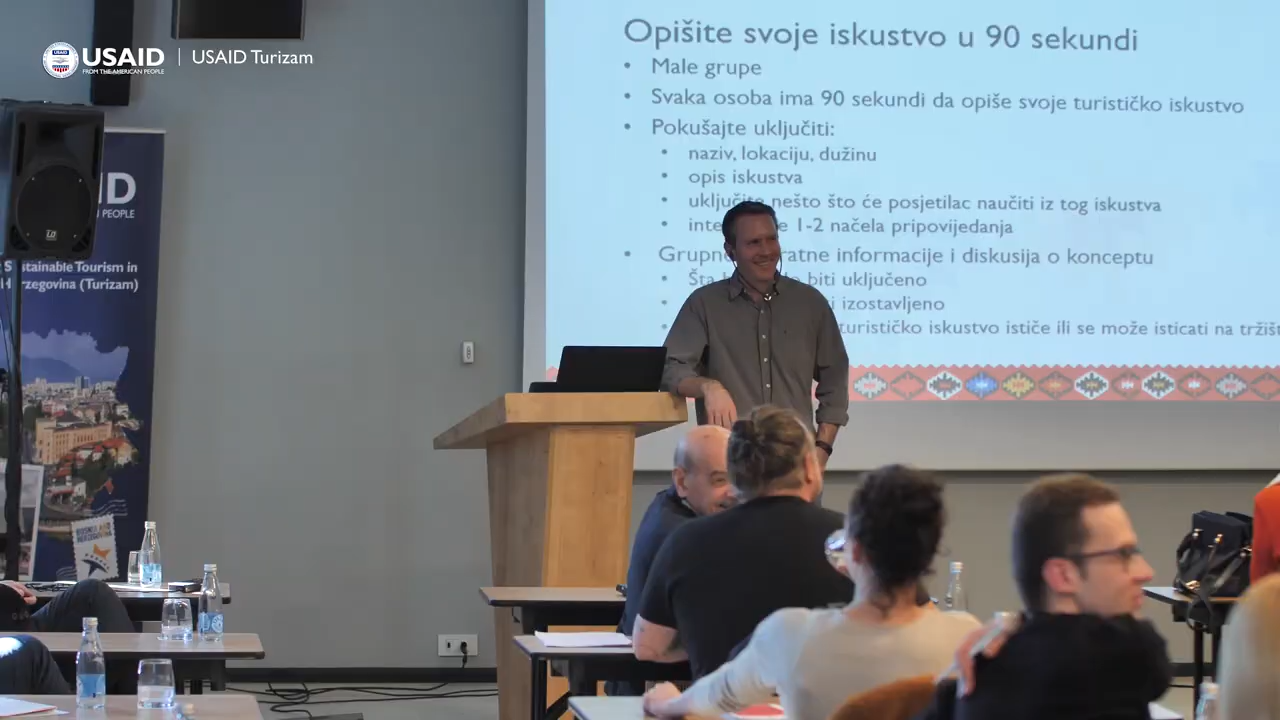 USAID
FROM THE AMERICAN PEOPLE
USAID Turizam
Opišite svoje iskustvo u 90 sekundi
• Male grupe
• Svaka osoba ima 90 sekundi da opiše svoje turističko iskustvo
• Pokušajte uključiti:
• naziv, lokaciju, dužinu
• opis iskustva
• uključite nešto što će posjetilac naučiti iz tog iskustva
• 1-2 načela pripovijedanja
• informacije i diskusija o konceptu
• Šta biti uključeno
• izostavljeno
• turističko iskustvo ističe ili se može isticati na
PEOPLE
Sustainable Tourism in
Herzegovina (Turizam)